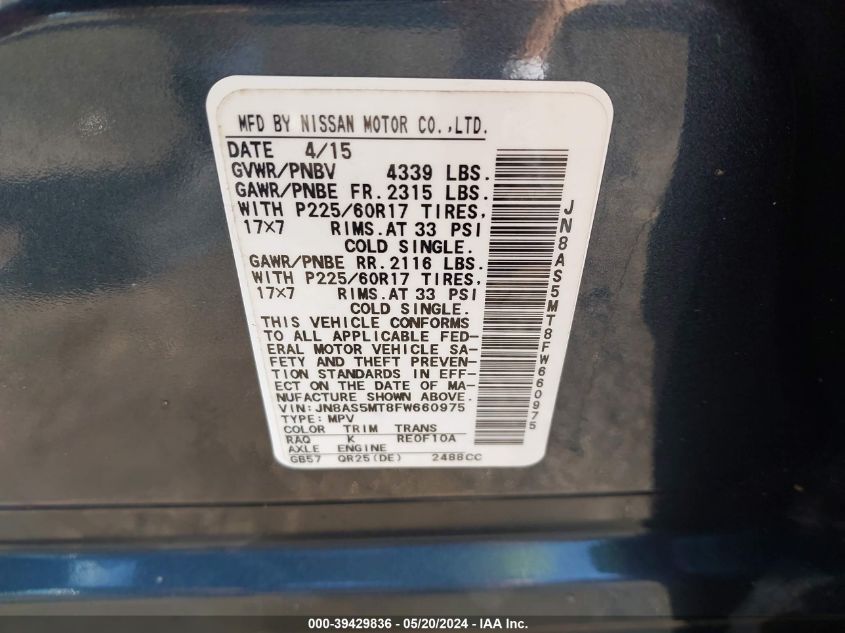 MFD BY NISSAN MOTOR CO.,LTD.
DATE 4/15
GVWR/PNBV 4339 LBS.
GAWR/PNBE FR.2315 LBS.
WITH P225/60R17 TIRES,
17×7 RIMS.AT 33 PSI
COLD SINGLE.
GAWR/PNBE RR.2116 LBS.
WITH P225/60R17 TIRES,
17×7 RIMS.AT 33 PSI
COLD SINGLE.
THIS VEHICLE CONFORMS
TO ALL APPLICABLE FED-
ERAL MOTOR VEHICLE SA-
FETY AND THEFT PREVEN-
TION STANDARDS IN EFF-
ECT ON THE DATE OF MA-
NUFACTURE SHOWN ABOVE.
VIN:JN8AS5MT8FW660975
TYPE:MPV
COLOR TRIM TRANS
RAQ K RE0F10A
AXLE ENGINE
GB57 QR25(DE) 2488CC
JN8AS5MT8FW660975
000-39429836 - 05/20/2024 - IAA Inc.